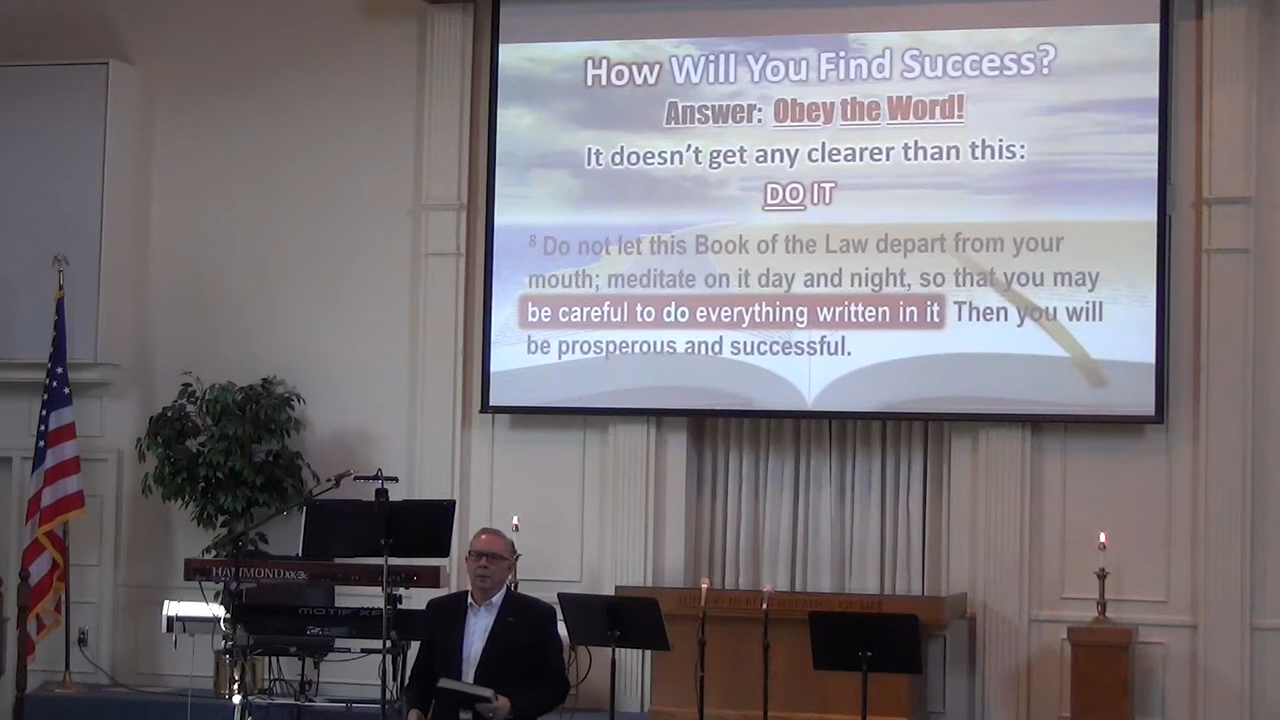 How Will You Find Success?
Answer: Obey the Word!
It doesn't get any clearer than this:
DO IT
8 Do not let this Book of the Law depart from your
mouth; meditate on it day and night, so that you may
be careful to do everything written in it Then you will
be prosperous and successful.
HAMMOND XK-3c
MOTIF XF8